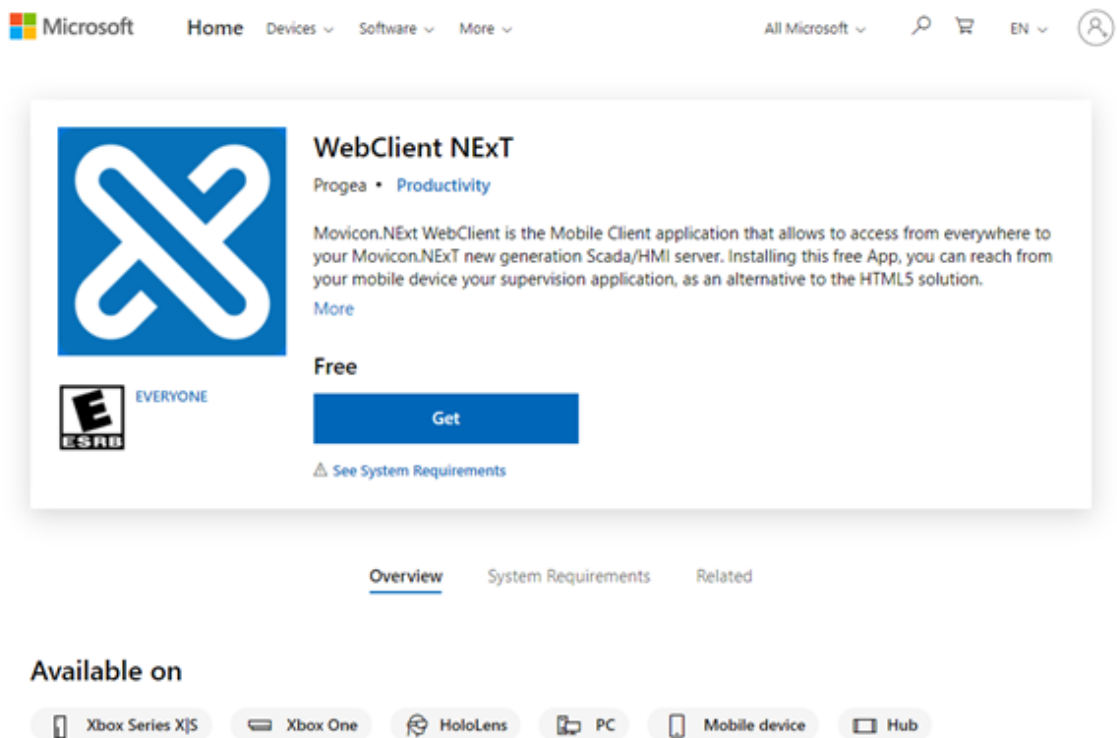 Microsoft Home Devices Software More All Microsoft EN
WebClient NExT
Progea • Productivity
Movicon.NExt WebClient is the Mobile Client application that allows to access from everywhere to
your Movicon.NExT new generation Scada/HMI server. Installing this free App, you can reach from
your mobile device your supervision application, as an alternative to the HTML5 solution.
More
Free
E
ESRB
EVERYONE
Get
See System Requirements
Overview System Requirements Related
Available on
Xbox Series X|S Xbox One HoloLens PC Mobile device Hub